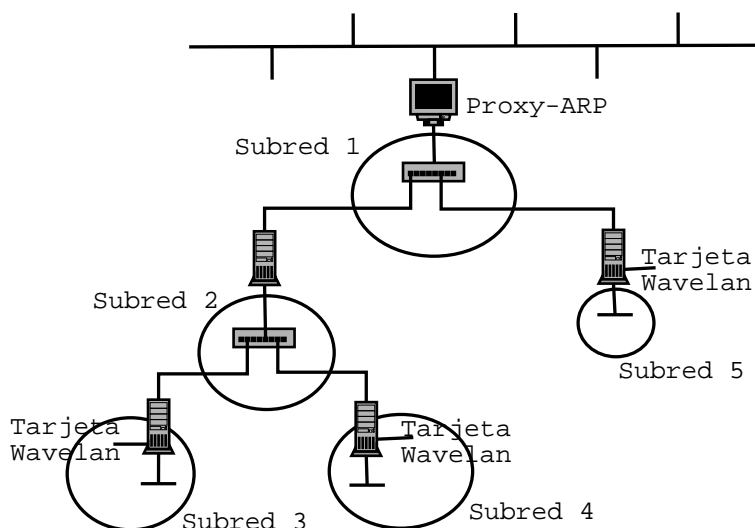 Proxy-ARP
Subred 1
Tarjeta
Wavelan
Subred 2
Subred 5
Tarjeta
Wavelan
Tarjeta
Wavelan
Subred 3
Subred 4